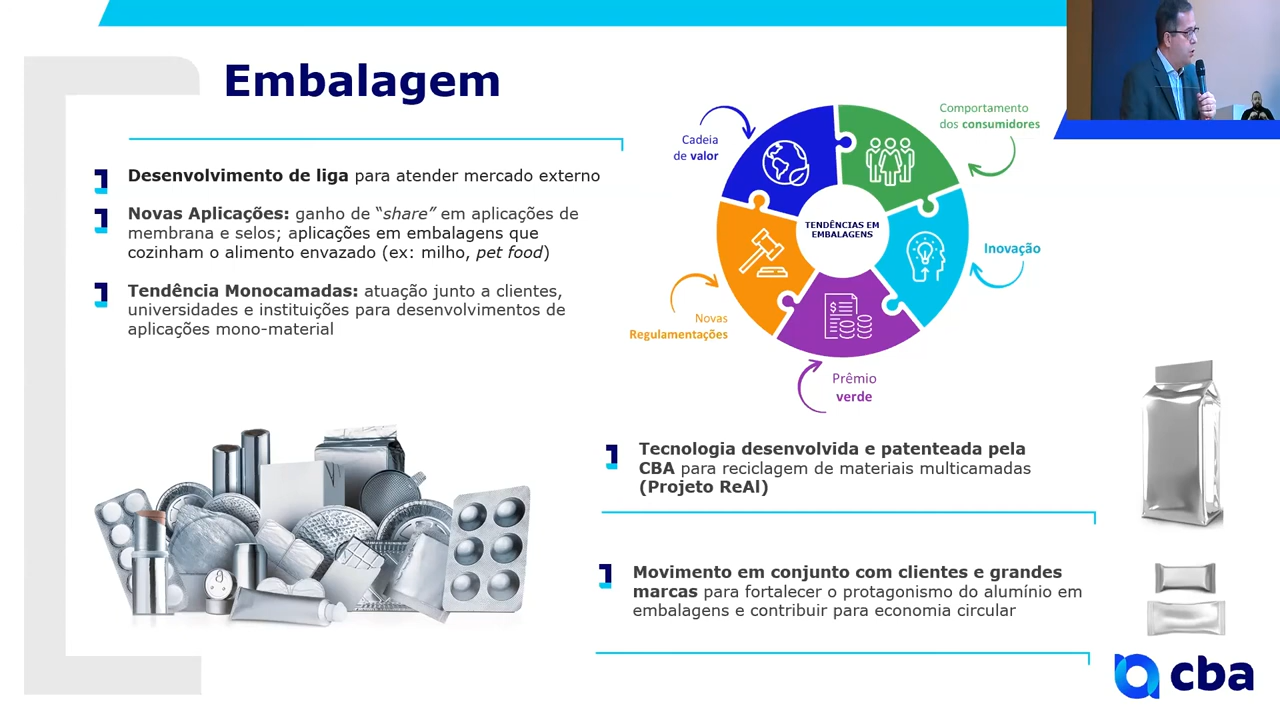 Embalagem
Desenvolvimento de liga para atender mercado externo
Novas Aplicações: ganho de “share” em aplicações de
membrana e selos; aplicações em embalagens que
cozinham o alimento envazado (ex: milho, pet food)
Tendência Monocamadas: atuação junto a clientes,
universidades e instituições para desenvolvimentos de
aplicações mono-material
Cadeia
de valor
Comportamento
dos consumidores
TENDÊNCIAS EM
EMBALAGENS
Inovação
Novas
Regulamentações
Prêmio
verde
Tecnologia desenvolvida e patenteada pela
CBA para reciclagem de materiais multicamadas
(Projeto ReAl)
Movimento em conjunto com clientes e grandes
marcas para fortalecer o protagonismo do alumínio em
embalagens e contribuir para economia circular
cba